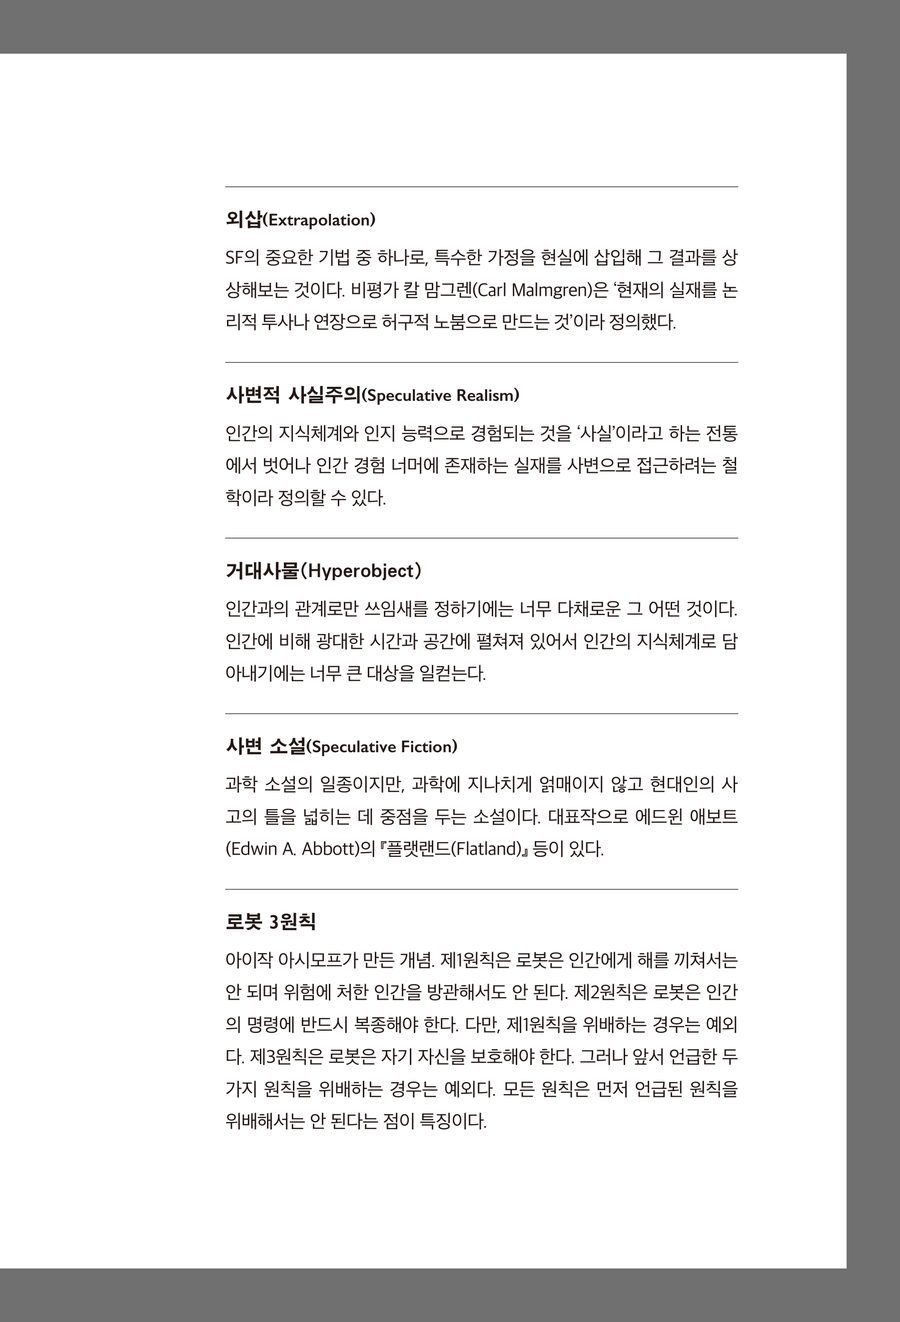 외삽(Extrapolation)
SF의 중요한 기법 중 하나로, 특수한 가정을 현실에 삽입해 그 결과를 상
상해보는 것이다. 비평가 칼 맘그렌(Carl Malmgren)은 ‘현재의 실재를 논
리적 투사나 연장으로 허구적 노붐으로 만드는 것’이라 정의했다.
사변적 사실주의(Speculative Realism)
인간의 지식체계와 인지 능력으로 경험되는 것을 ‘사실’이라고 하는 전통
에서 벗어나 인간 경험 너머에 존재하는 실재를 사변으로 접근하려는 철
학이라 정의할 수 있다.
거대사물(Hyperobject)
인간과의 관계로만 쓰임새를 정하기에는 너무 다채로운 그 어떤 것이다.
인간에 비해 광대한 시간과 공간에 펼쳐져 있어서 인간의 지식체계로 담
아내기에는 너무 큰 대상을 일컫는다.
사변 소설(Speculative Fiction)
과학 소설의 일종이지만, 과학에 지나치게 얽매이지 않고 현대인의 사
고의 틀을 넓히는 데 중점을 두는 소설이다. 대표작으로 에드윈 애보트
(Edwin A. Abbott)의 『플랫랜드(Flatland)』 등이 있다.
로봇 3원칙
아이작 아시모프가 만든 개념. 제1원칙은 로봇은 인간에게 해를 끼쳐서는
안 되며 위험에 처한 인간을 방관해서도 안 된다. 제2원칙은 로봇은 인간
의 명령에 반드시 복종해야 한다. 다만, 제1원칙을 위배하는 경우는 예외
다. 제3원칙은 로봇은 자기 자신을 보호해야 한다. 그러나 앞서 언급한 두
가지 원칙을 위배하는 경우는 예외다. 모든 원칙은 먼저 언급된 원칙을
위배해서는 안 된다는 점이 특징이다.